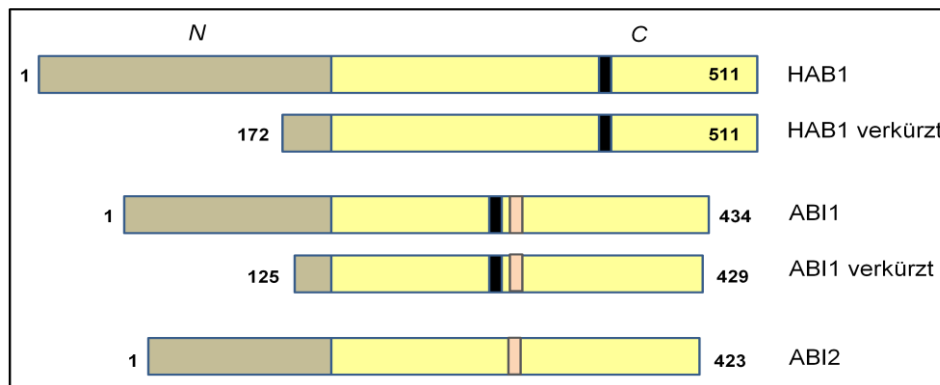 N C
1 511 HAB1
172 511 HAB1 verkürzt
1 434 ABI1
125 429 ABI1 verkürzt
1 423 ABI2